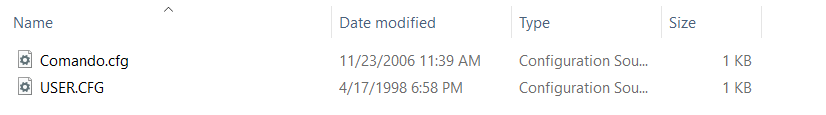 Name Date modified Type Size
Comando.cfg 11/23/2006 11:39 AM Configuration Sou... 1 KB
USER.CFG 4/17/1998 6:58 PM Configuration Sou... 1 KB